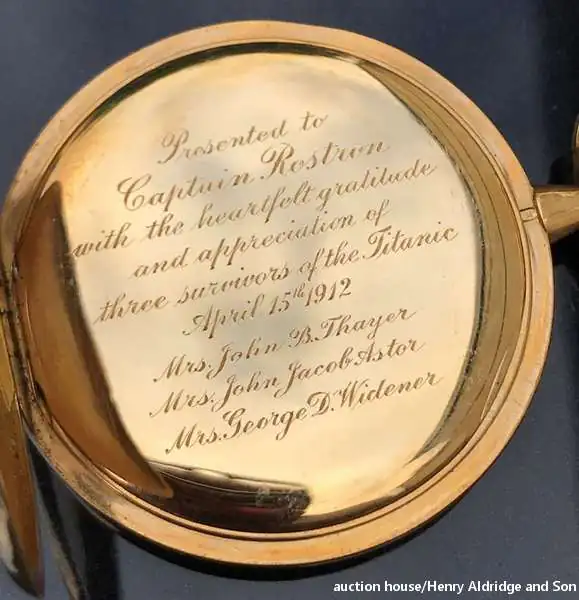 Presented to
Captain Rostron
with the heartfelt gratitude
and appreciation of
three survivors of the Titanic
April 15th 1912
Mrs. John B. Thayer
Mrs. John Jacob Astor
Mrs. George D. Widener
auction house/Henry Aldridge and Son